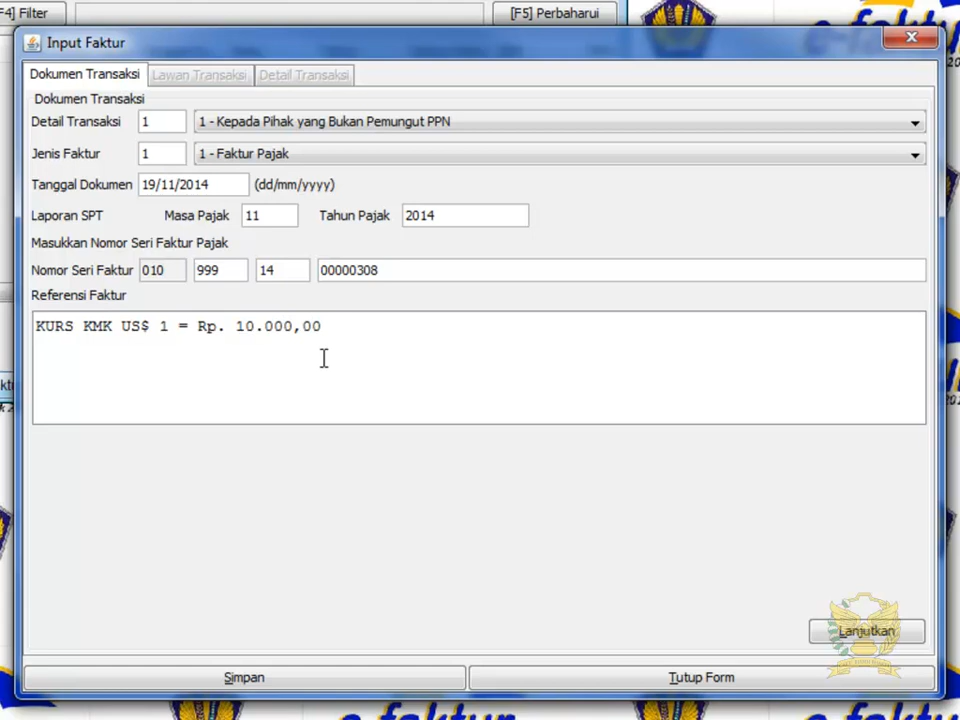 F4] Filter
[F5] Perbaharui
e-faktur
Input Faktur
Dokumen Transaksi Lawan Transaksi Detail Transaksi
Dokumen Transaksi
Detail Transaksi 1 1 - Kepada Pihak yang Bukan Pemungut PPN
Jenis Faktur 1 1 - Faktur Pajak
Tanggal Dokumen 19/11/2014 (dd/mm/yyyy)
Laporan SPT Masa Pajak 11 Tahun Pajak 2014
Masukkan Nomor Seri Faktur Pajak
Nomor Seri Faktur 010 999 14 00000308
Referensi Faktur
KURS KMK US$ 1 = Rp. 10.000,00
Lanjutkan
Simpan Tutup Form
e-faktur